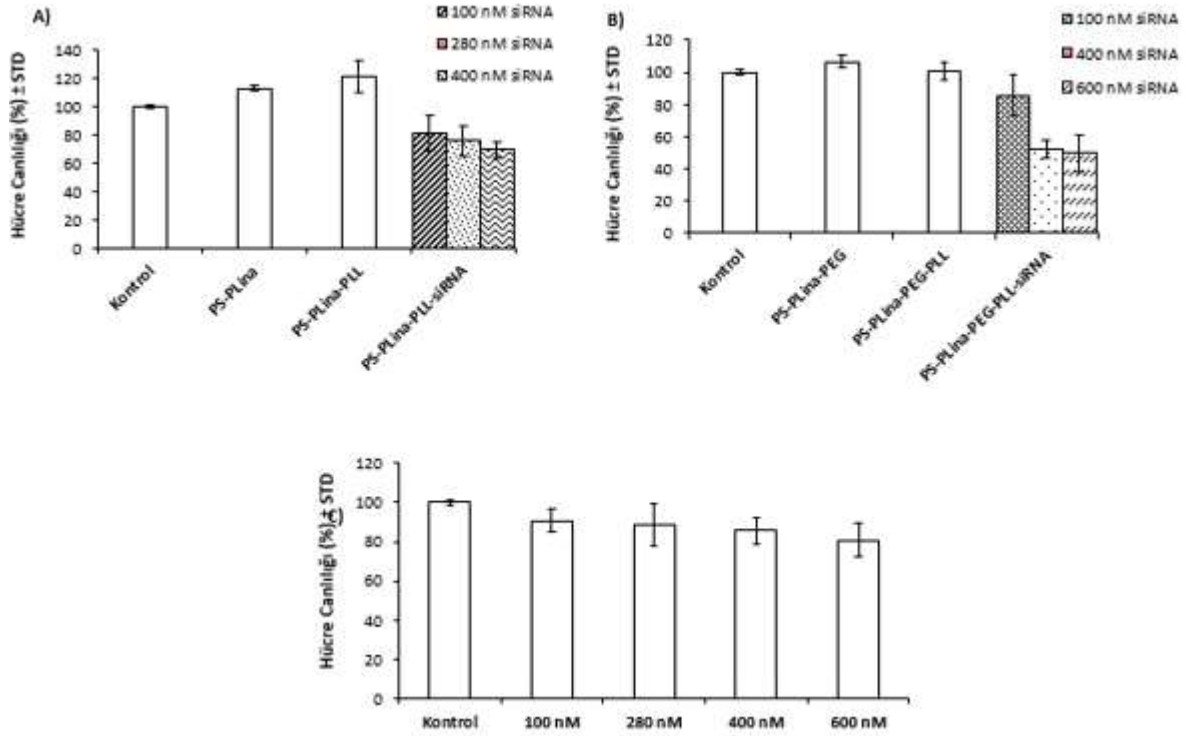 A)
100 nM siRNA
280 nM siRNA
400 nM siRNA
Hücre Canlılığı (%) ± STD
140
120
100
80
60
40
20
0
Kontrol
PS-PLina
PS-PLina-PLL
PS-PLina-PLL-siRNA
B)
100 nM siRNA
400 nM siRNA
600 nM siRNA
Hücre Canlılığı (%) ± STD
120
100
80
60
40
20
0
Kontrol
PS-PLina-PEG
PS-PLina-PEG-PLL
PS-PLina-PEG-PLL-siRNA
C)
Hücre Canlılığı (%) ± STD
120
100
80
60
40
20
0
Kontrol
100 nM
280 nM
400 nM
600 nM